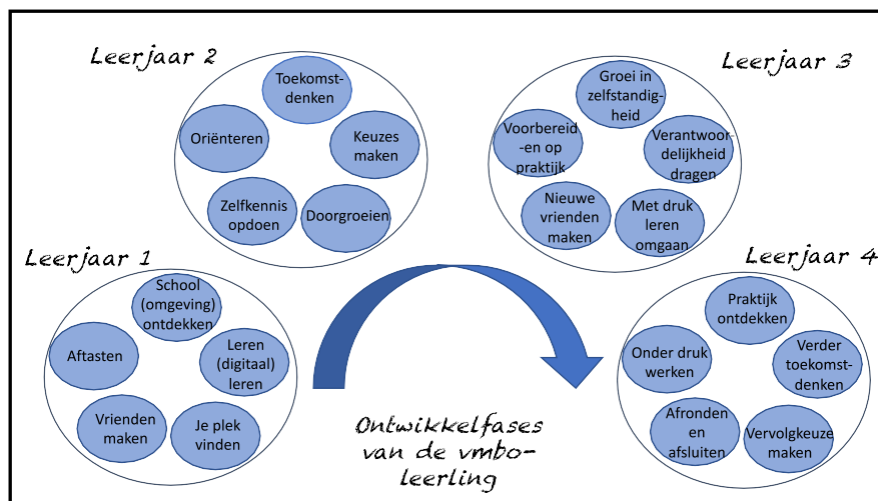 Leerjaar 2
Toekomst-
denken
Oriënteren
Keuzes
maken
Zelfkennis
opdoen
Doorgroeien
Leerjaar 3
Groei in
zelfstandig-
heid
Voorbereid
-en op
praktijk
Verantwoor-
delijkheid
dragen
Nieuwe
vrienden
maken
Met druk
leren
omgaan
Leerjaar 1
School
(omgeving)
ontdekken
Aftasten
Leren
(digitaal)
leren
Vrienden
maken
Je plek
vinden
Leerjaar 4
Praktijk
ontdekken
Onder druk
werken
Verder
toekomst-
denken
Afronden
en
afsluiten
Vervolgkeuze
maken
Ontwikkelfases
van de vmbo-
leerling